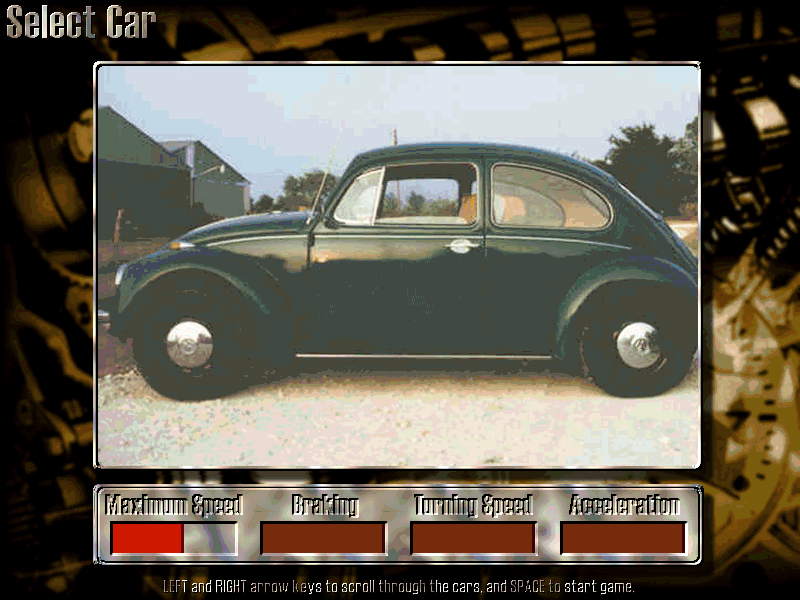 Select Car
Maximum Speed Braking Turning Speed Acceleration
LEFT and RIGHT arrow keys to scroll through the cars, and SPACE to start game.